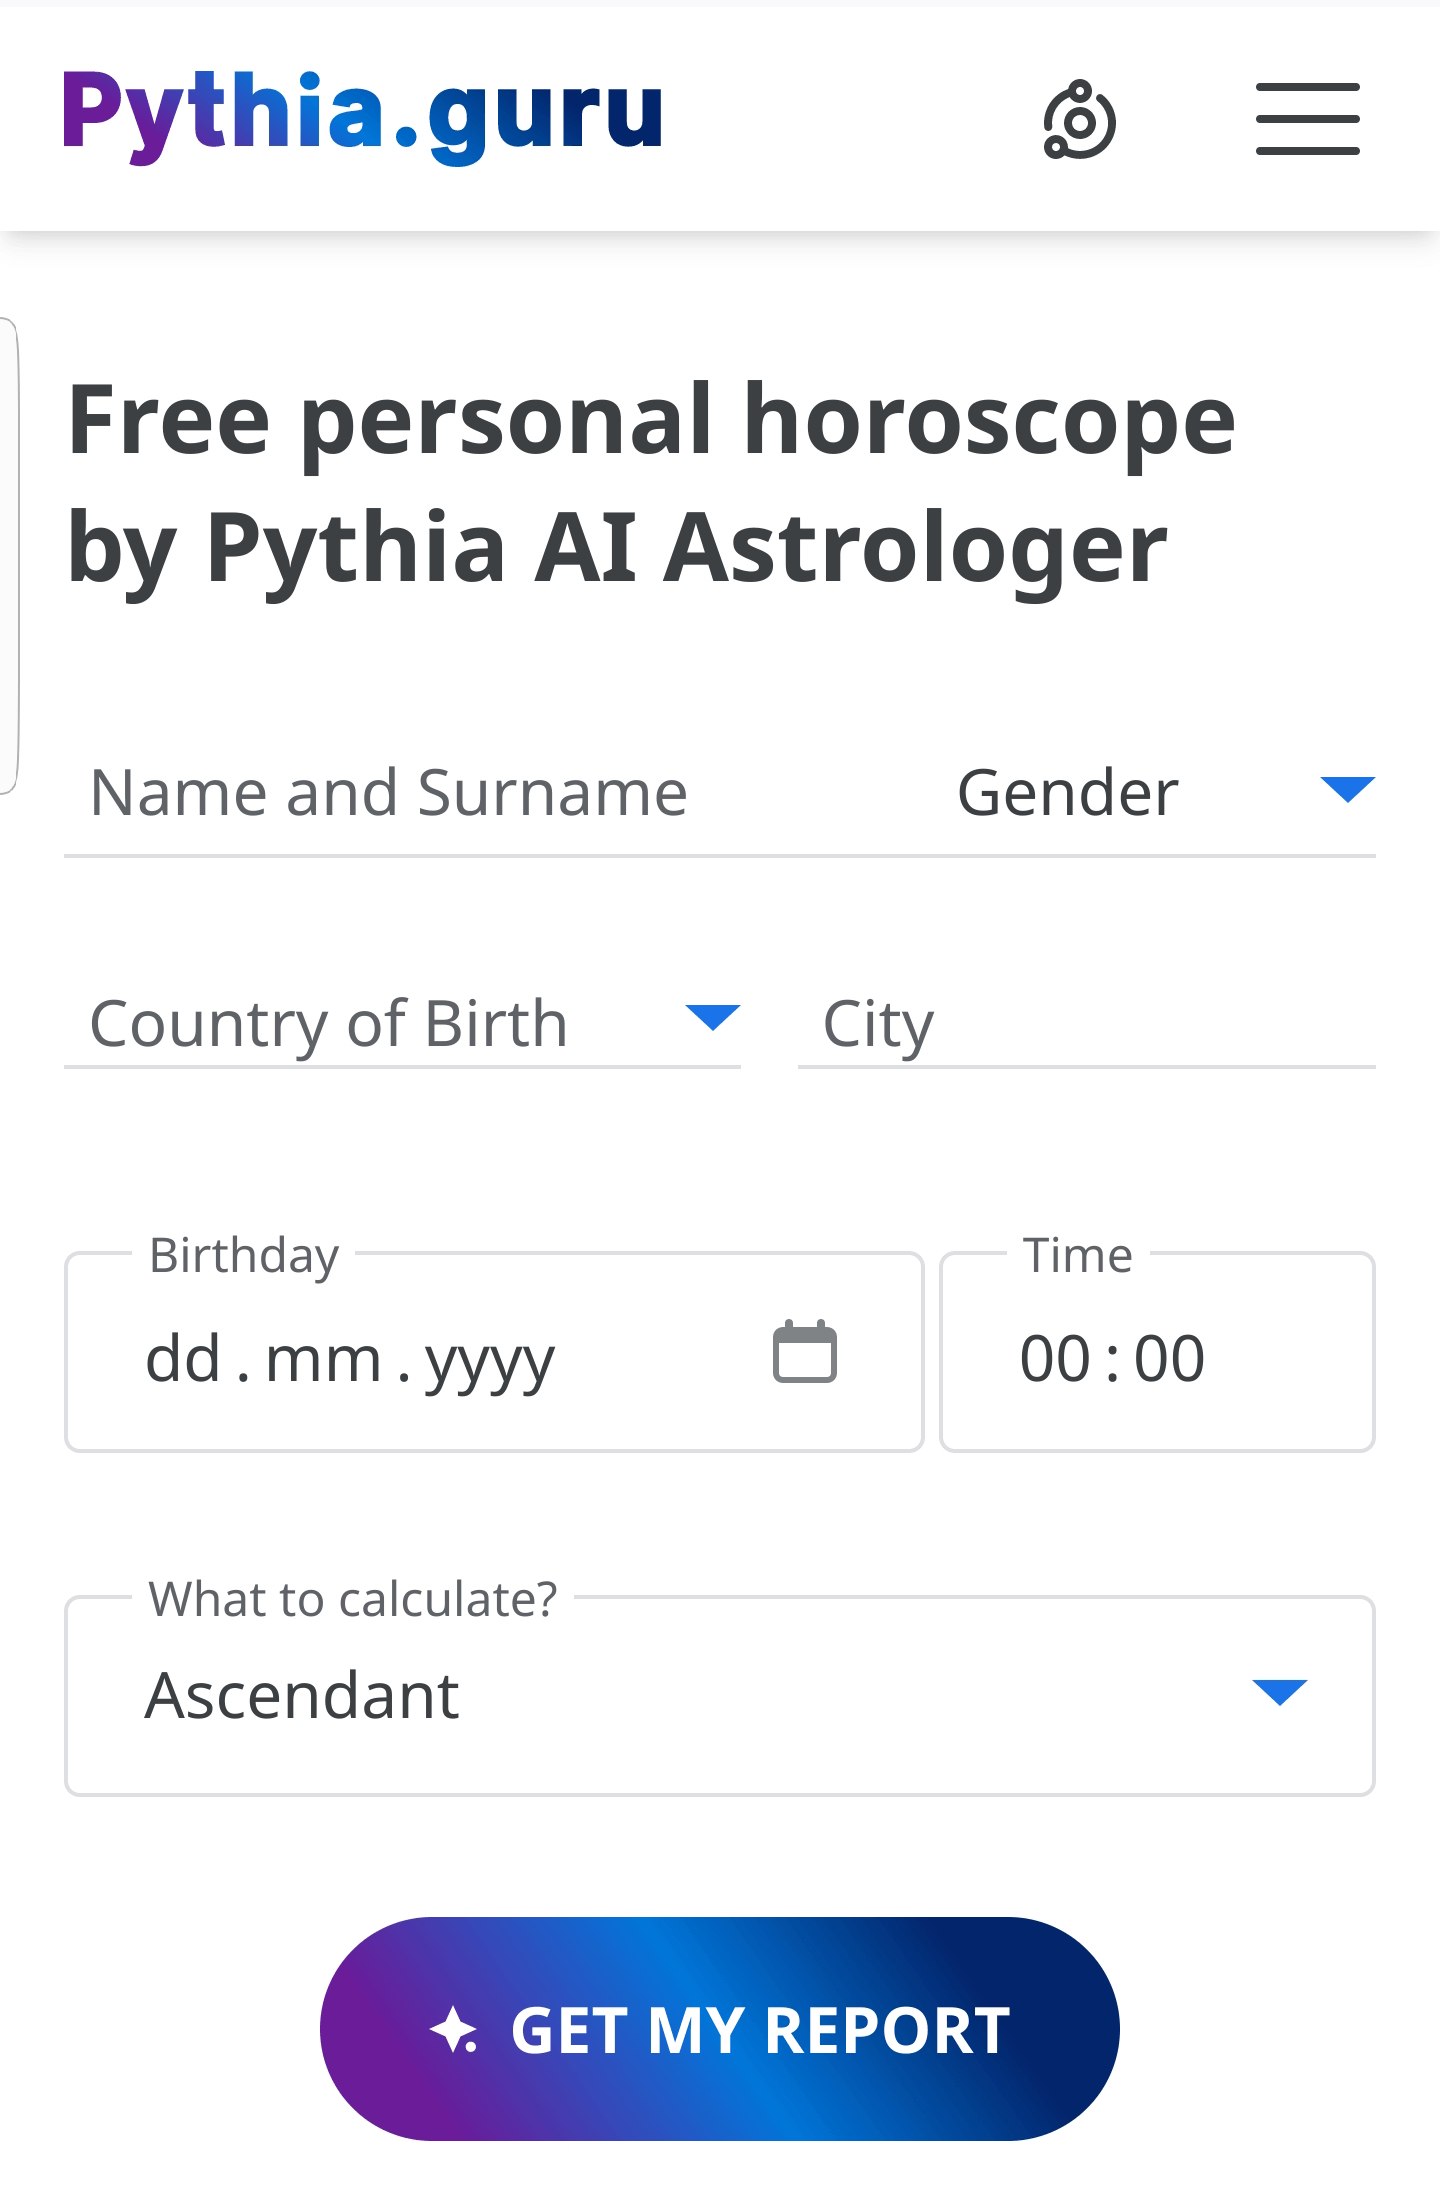 Pythia.guru
Free personal horoscope
by Pythia AI Astrologer
Name and Surname Gender
Country of Birth City
Birthday Time
dd . mm . yyyy 00 : 00
What to calculate?
Ascendant
GET MY REPORT